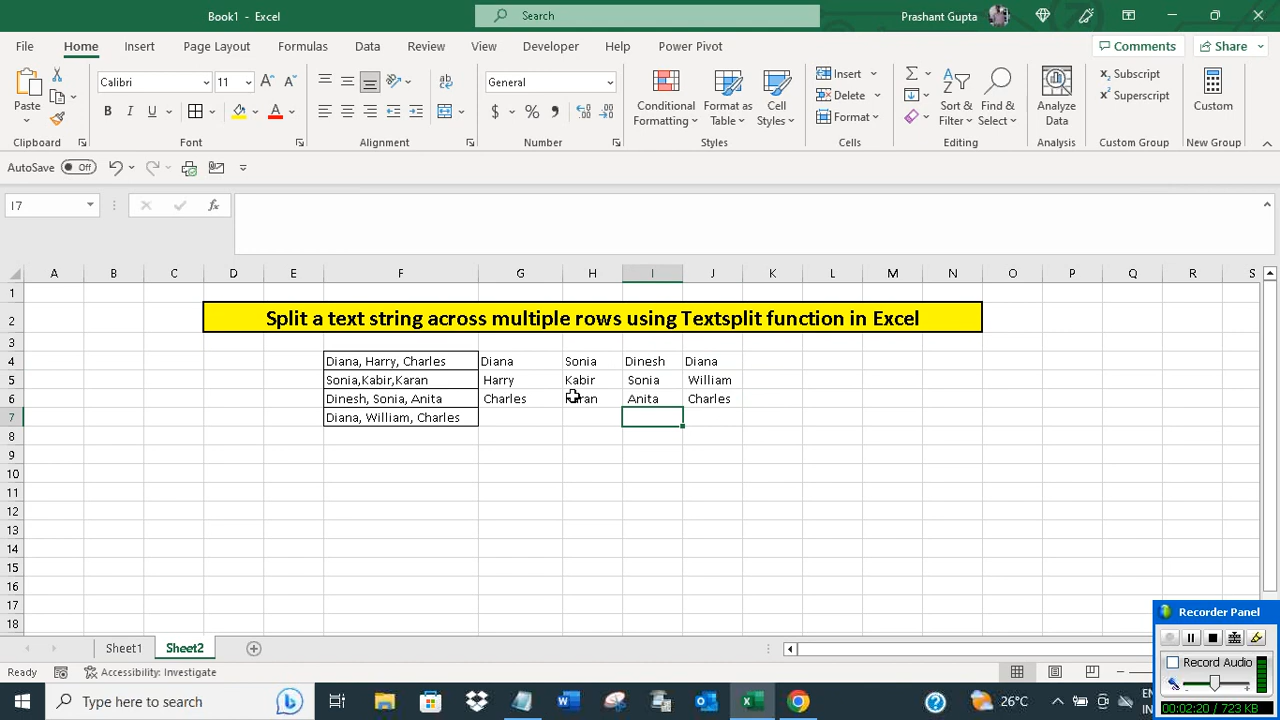 Book1 - Excel
Search
Prashant Gupta
File Home Insert Page Layout Formulas Data Review View Developer Help Power Pivot
Comments Share
Paste
Calibri 11
General
Conditional Formatting
Format as Table
Cell Styles
Insert
Delete
Format
Sort & Filter
Find & Select
Analyze Data
Subscript
Superscript
Custom
Clipboard Font Alignment Number Styles Cells Editing Analysis Custom Group New Group
AutoSave Off
I7
fx
A B C D E F G H I J K L M N O P Q R S
1
2 Split a text string across multiple rows using Textsplit function in Excel
3
4 Diana, Harry, Charles Diana Sonia Dinesh Diana
5 Sonia,Kabir,Karan Harry Kabir Sonia William
6 Dinesh, Sonia, Anita Charles Karan Anita Charles
7 Diana, William, Charles
8
9
10
11
12
13
14
15
16
17
18
Recorder Panel
Record Audio
00:02:20 / 723 KB
Sheet1 Sheet2
Ready Accessibility: Investigate
Type here to search
26°C